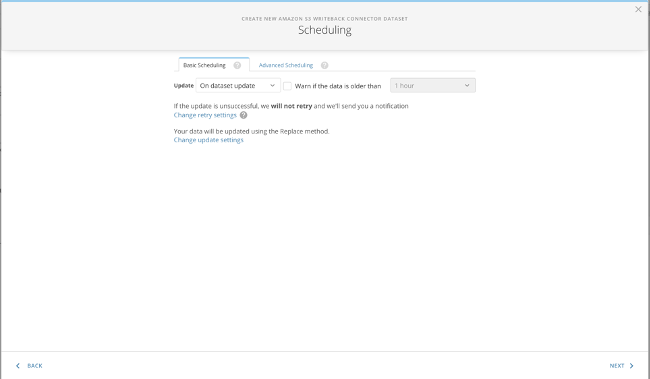 CREATE NEW AMAZON S3 WRITEBACK CONNECTOR DATASET
Scheduling
Basic Scheduling ? Advanced Scheduling ?
Update On dataset update Warn if the data is older than 1 hour
If the update is unsuccessful, we will not retry and we'll send you a notification
Change retry settings ?
Your data will be updated using the Replace method.
Change update settings
BACK NEXT